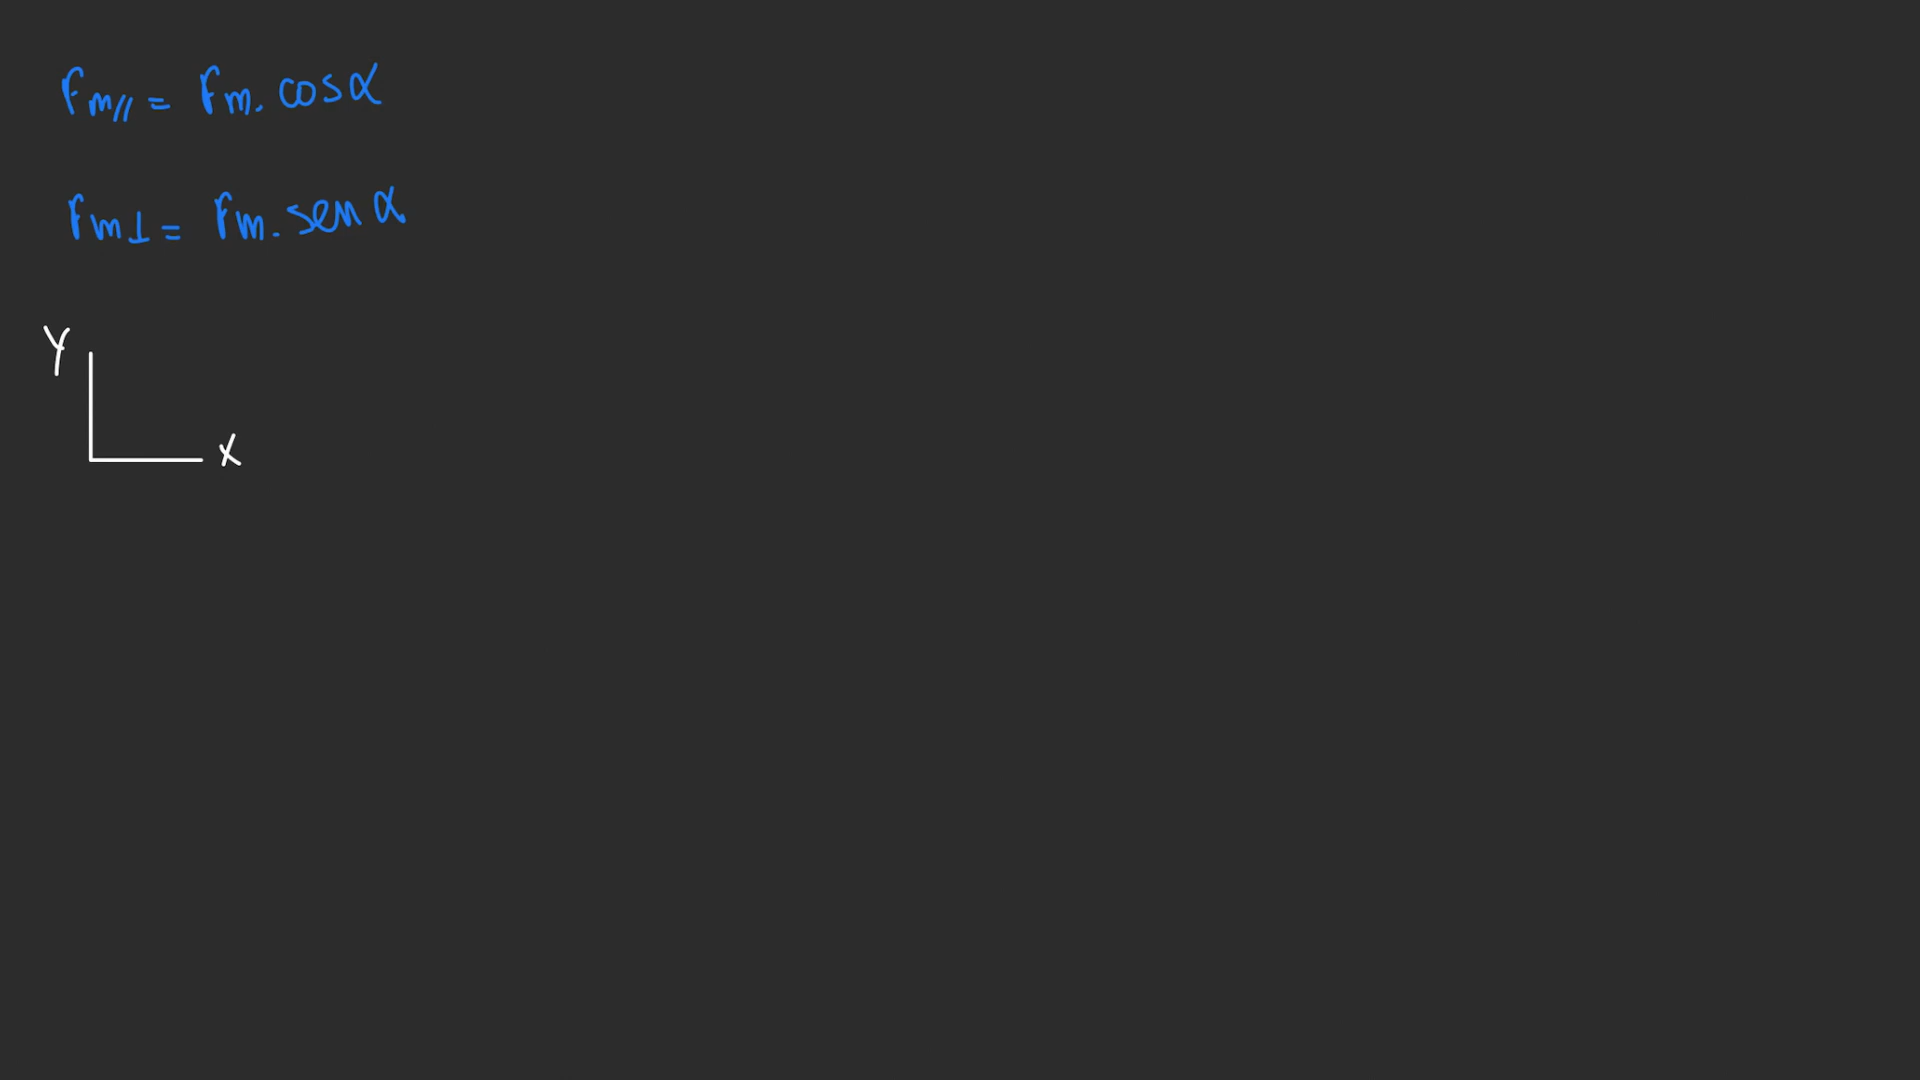 Fm// = Fm. cosα
Fm⊥ = Fm. sen α
Y
X